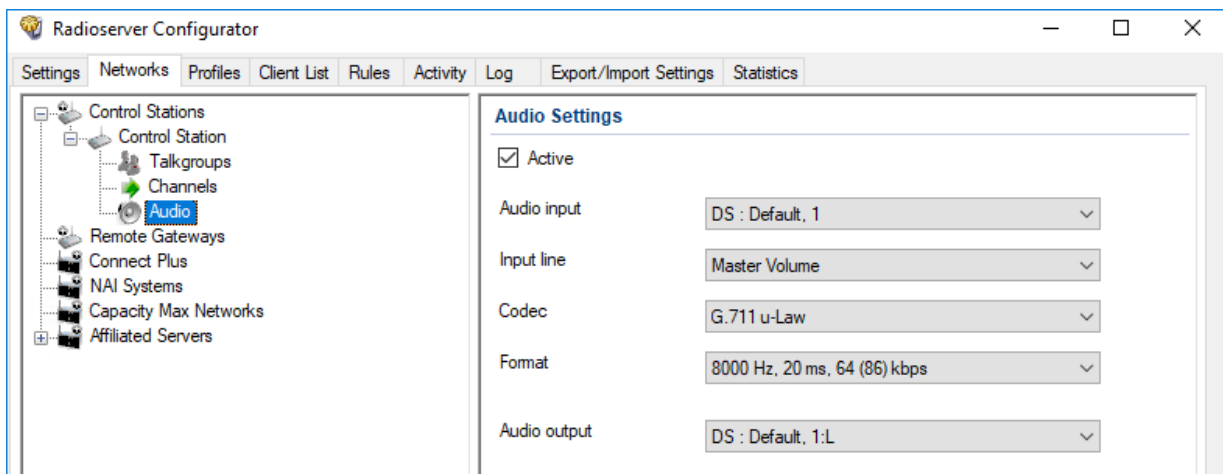 Radioserver Configurator
Settings Networks Profiles Client List Rules Activity Log Export/Import Settings Statistics
Control Stations
Control Station
Talkgroups
Channels
Audio
Remote Gateways
Connect Plus
NAI Systems
Capacity Max Networks
Affiliated Servers
Audio Settings
Active
Audio input DS : Default, 1
Input line Master Volume
Codec G.711 u-Law
Format 8000 Hz, 20 ms, 64 (86) kbps
Audio output DS : Default, 1:L